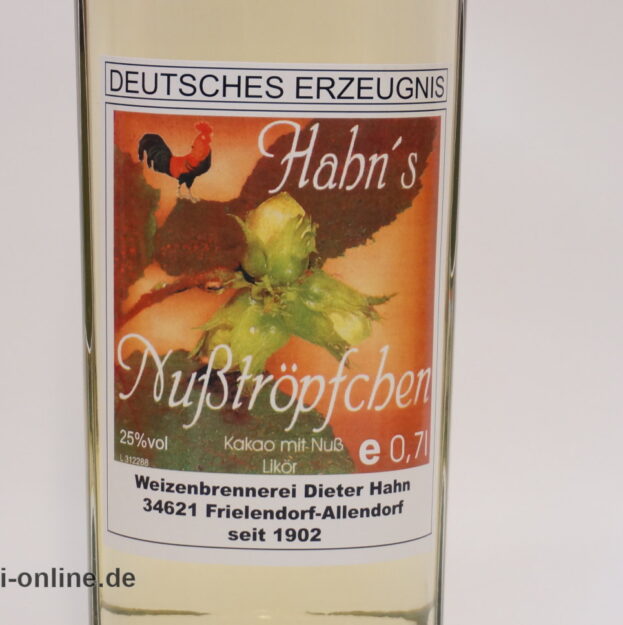 DEUTSCHES ERZEUGNIS
Hahn´s
Nußtröpfchen
25%vol
Kakao mit Nuß
Likör
e 0,7l
L 312288
Weizenbrennerei Dieter Hahn
34621 Frielendorf-Allendorf
seit 1902
i-online.de